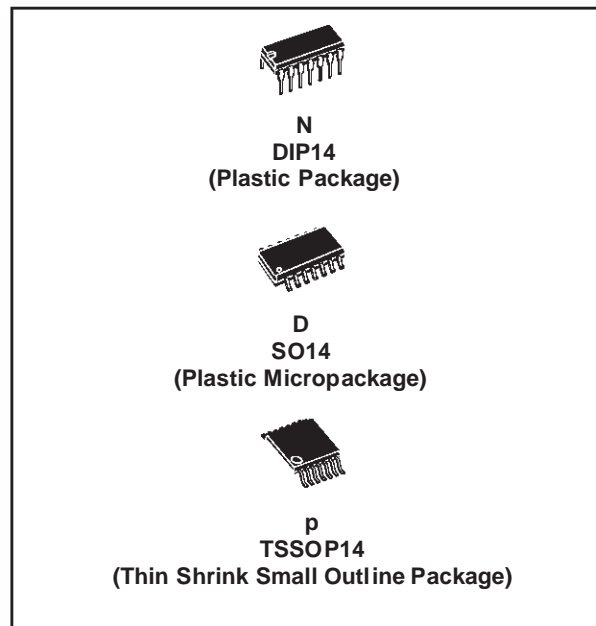 N
DIP14
(Plastic Package)
D
SO14
(Plastic Micropackage)
p
TSSOP14
(Thin Shrink Small Outline Package)